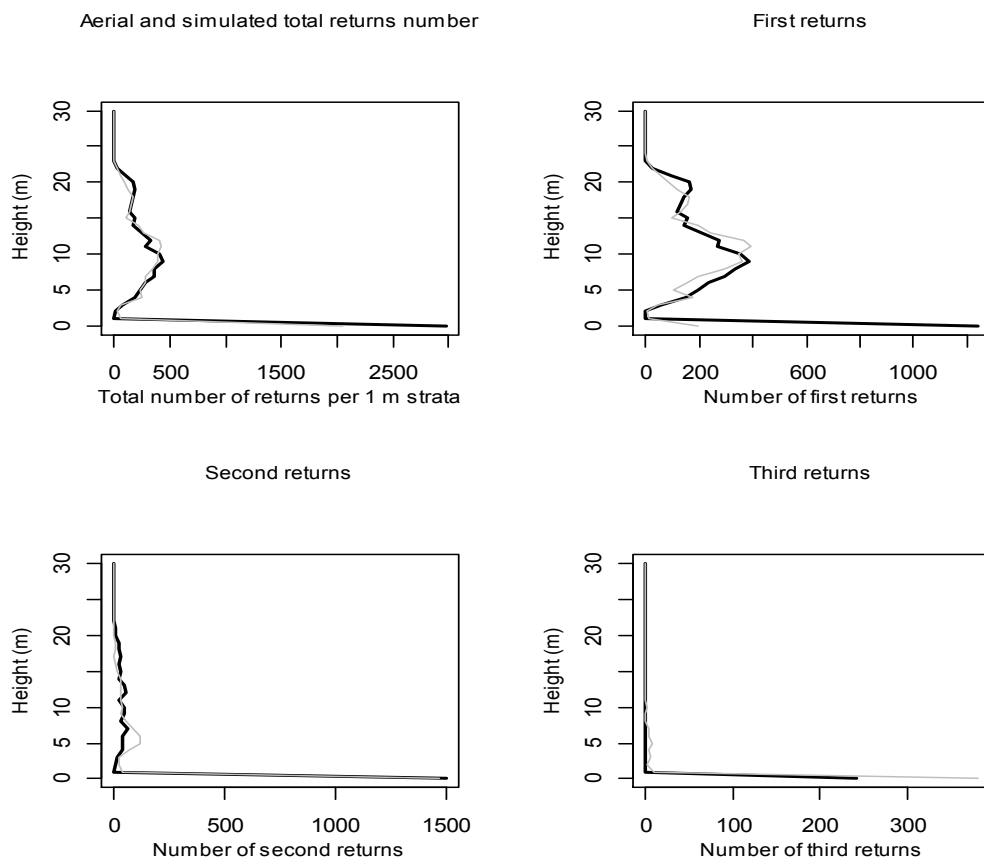 Aerial and simulated total returns number
First returns
Height (m)
0 5 10 20 30
0 500 1500 2500
Total number of returns per 1 m strata
Height (m)
0 5 10 20 30
0 200 600 1000
Number of first returns
Second returns
Third returns
Height (m)
0 5 10 20 30
0 500 1000 1500
Number of second returns
Height (m)
0 5 10 20 30
0 100 200 300
Number of third returns